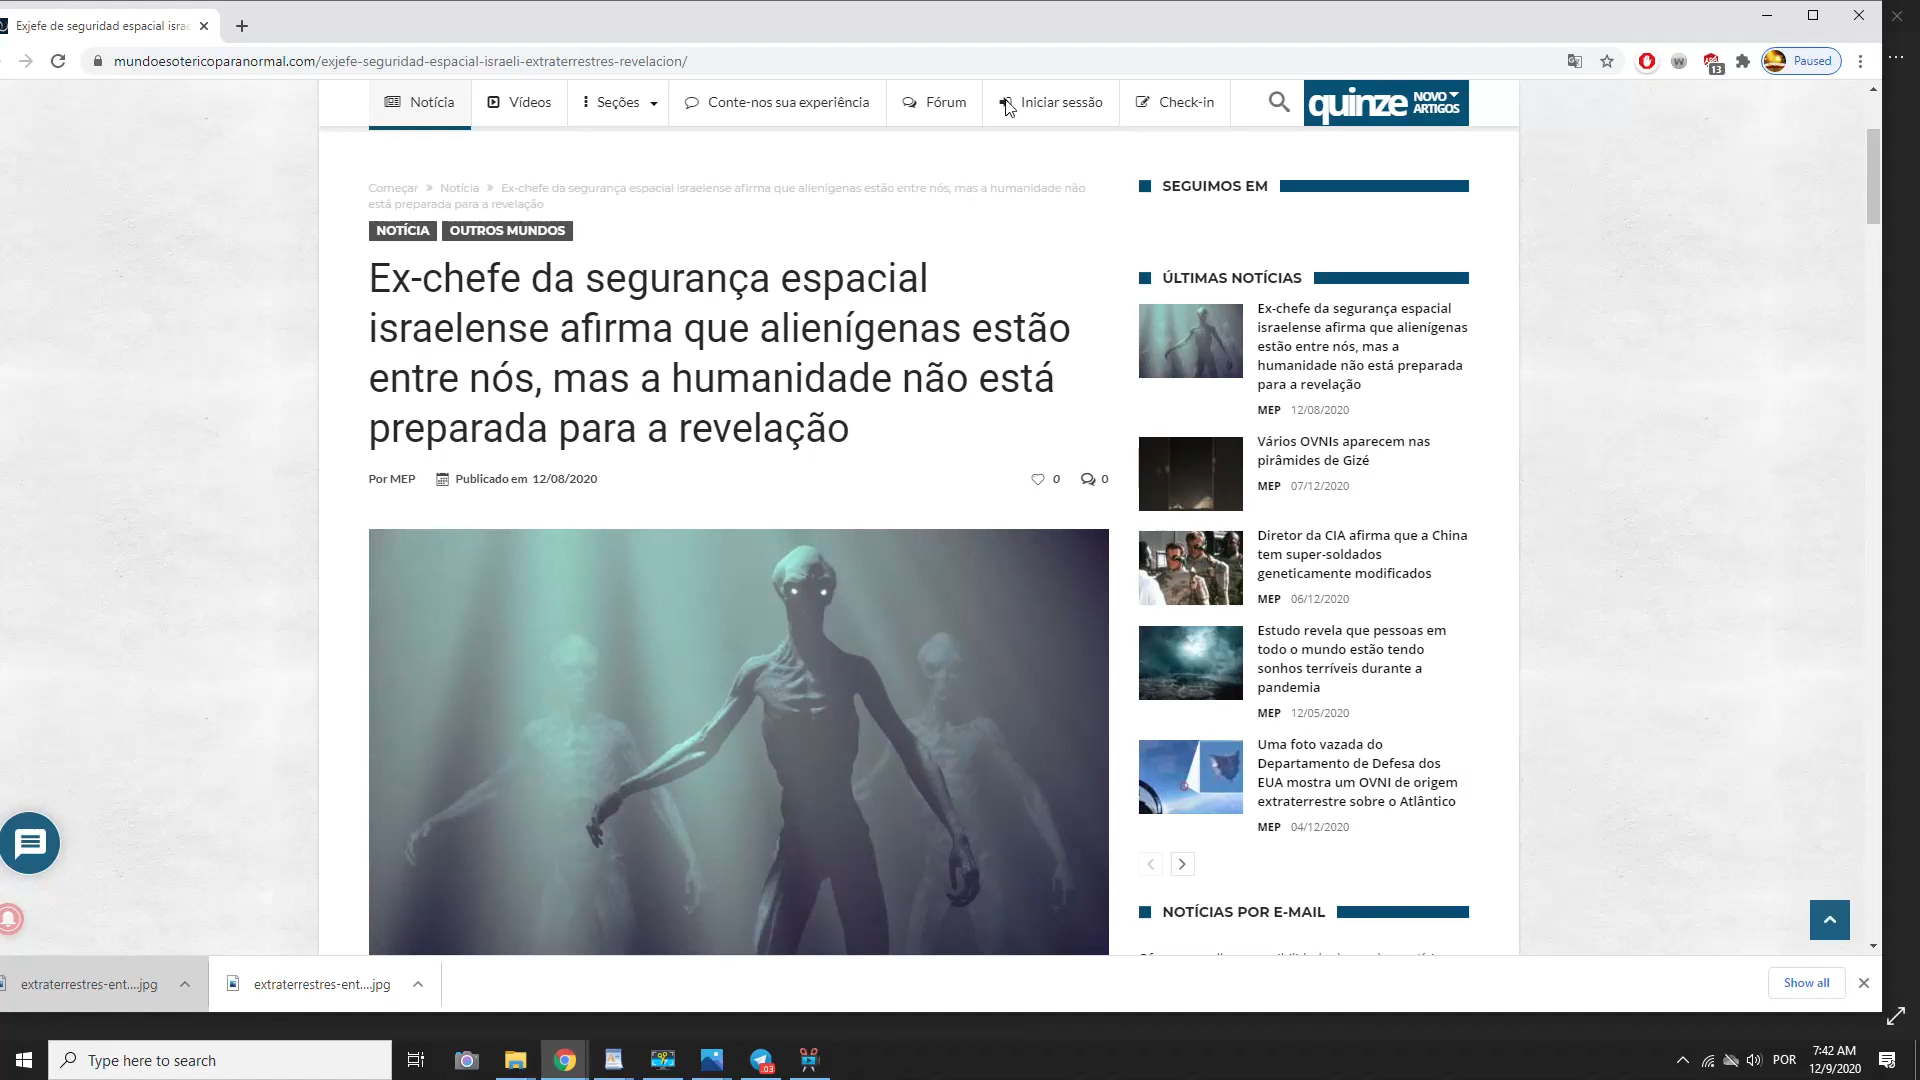 Exjefe de seguridad espacial isra
mundoesotericoparanormal.com/exjefe-seguridad-espacial-israeli-extraterrestres-revelacion/
13
Paused
Notícia
Vídeos
Seções
Conte-nos sua experiência
Fórum
Iniciar sessão
Check-in
quinze NOVO ARTIGOS
Começar » Notícia » Ex-chefe da segurança espacial israelense afirma que alienígenas estão entre nós, mas a humanidade não
está preparada para a revelação
NOTÍCIA OUTROS MUNDOS
Ex-chefe da segurança espacial
israelense afirma que alienígenas estão
entre nós, mas a humanidade não está
preparada para a revelação
Por MEP Publicado em 12/08/2020 0 0
SEGUIMOS EM
ÚLTIMAS NOTÍCIAS
Ex-chefe da segurança espacial
israelense afirma que alienígenas
estão entre nós, mas a
humanidade não está preparada
para a revelação
MEP 12/08/2020
Vários OVNIs aparecem nas
pirâmides de Gizé
MEP 07/12/2020
Diretor da CIA afirma que a China
tem super-soldados
geneticamente modificados
MEP 06/12/2020
Estudo revela que pessoas em
todo o mundo estão tendo
sonhos terríveis durante a
pandemia
MEP 12/05/2020
Uma foto vazada do
Departamento de Defesa dos
EUA mostra um OVNI de origem
extraterrestre sobre o Atlântico
MEP 04/12/2020
NOTÍCIAS POR E-MAIL
extraterrestres-ent....jpg
extraterrestres-ent....jpg
Show all
Type here to search
.03
POR
7:42 AM
12/9/2020